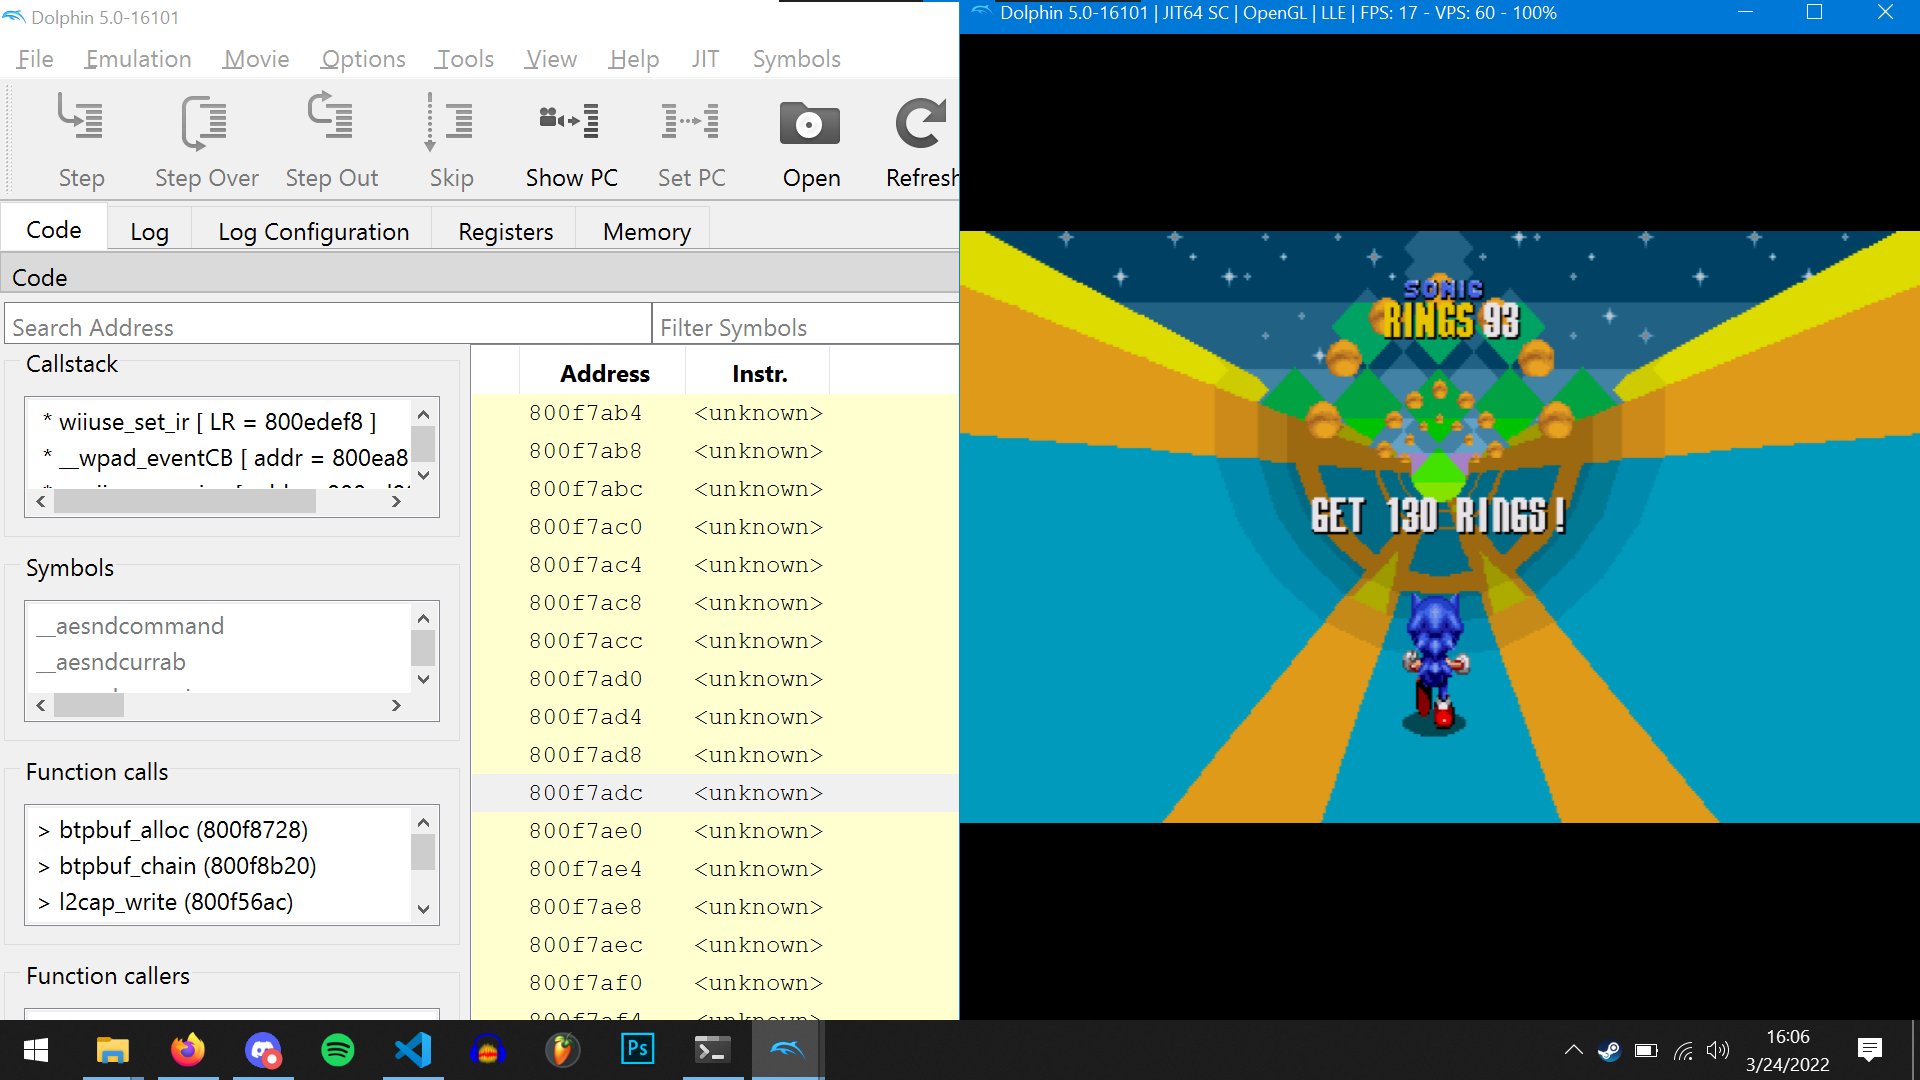 Dolphin 5.0-16101
File Emulation Movie Options Tools View Help JIT Symbols
Step Step Over Step Out Skip Show PC Set PC Open Refresh
Code Log Log Configuration Registers Memory
Code
Search Address Filter Symbols
Callstack
* wiiuse_set_ir [ LR = 800edef8 ]
* __wpad_eventCB [ addr = 800ea8
Symbols
__aesndcommand
__aesndcurrab
Function calls
> btpbuf_alloc (800f8728)
> btpbuf_chain (800f8b20)
> l2cap_write (800f56ac)
Function callers
Address Instr.
800f7ab4 <unknown>
800f7ab8 <unknown>
800f7abc <unknown>
800f7ac0 <unknown>
800f7ac4 <unknown>
800f7ac8 <unknown>
800f7acc <unknown>
800f7ad0 <unknown>
800f7ad4 <unknown>
800f7ad8 <unknown>
800f7adc <unknown>
800f7ae0 <unknown>
800f7ae4 <unknown>
800f7ae8 <unknown>
800f7aec <unknown>
800f7af0 <unknown>
800f7af4 <unknown>
Dolphin 5.0-16101 | JIT64 SC | OpenGL | LLE | FPS: 17 - VPS: 60 - 100%
SONIC
RINGS 93
GET 130 RINGS!
Ps
16:06
3/24/2022